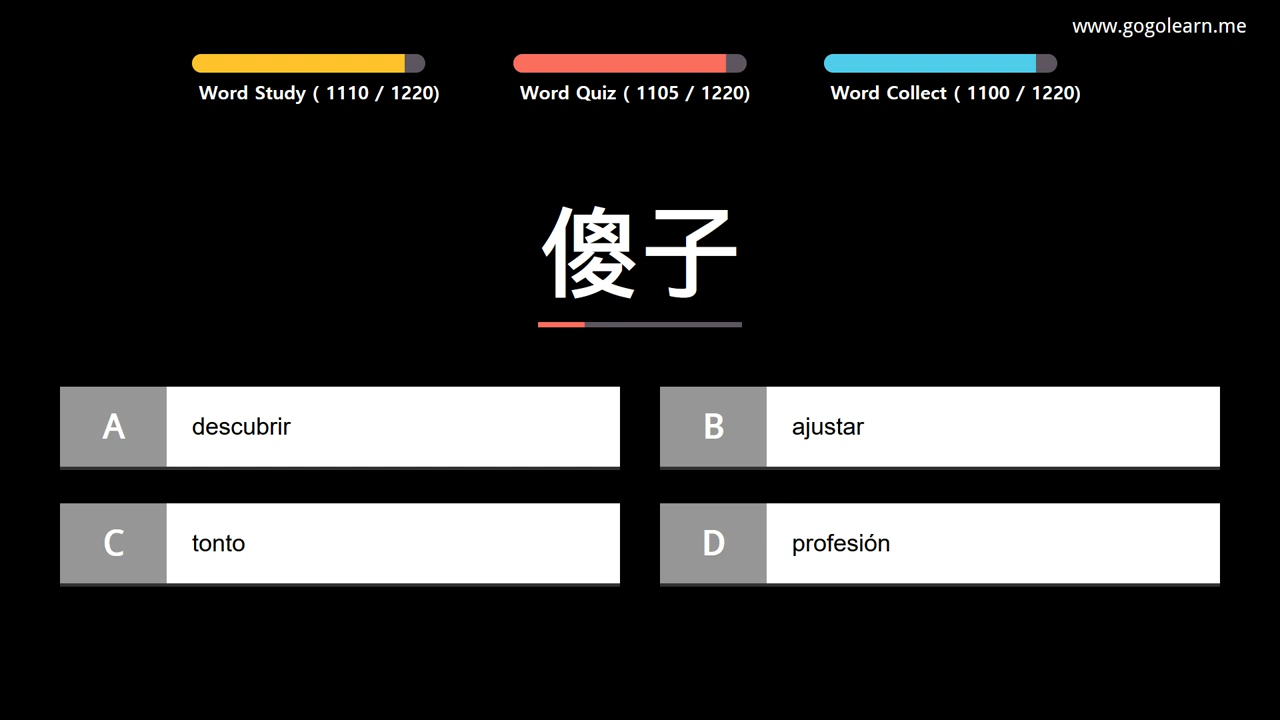 www.gogolearn.me
Word Study ( 1110 / 1220)
Word Quiz ( 1105 / 1220)
Word Collect ( 1100 / 1220)
傻子
A descubrir
B ajustar
C tonto
D profesión